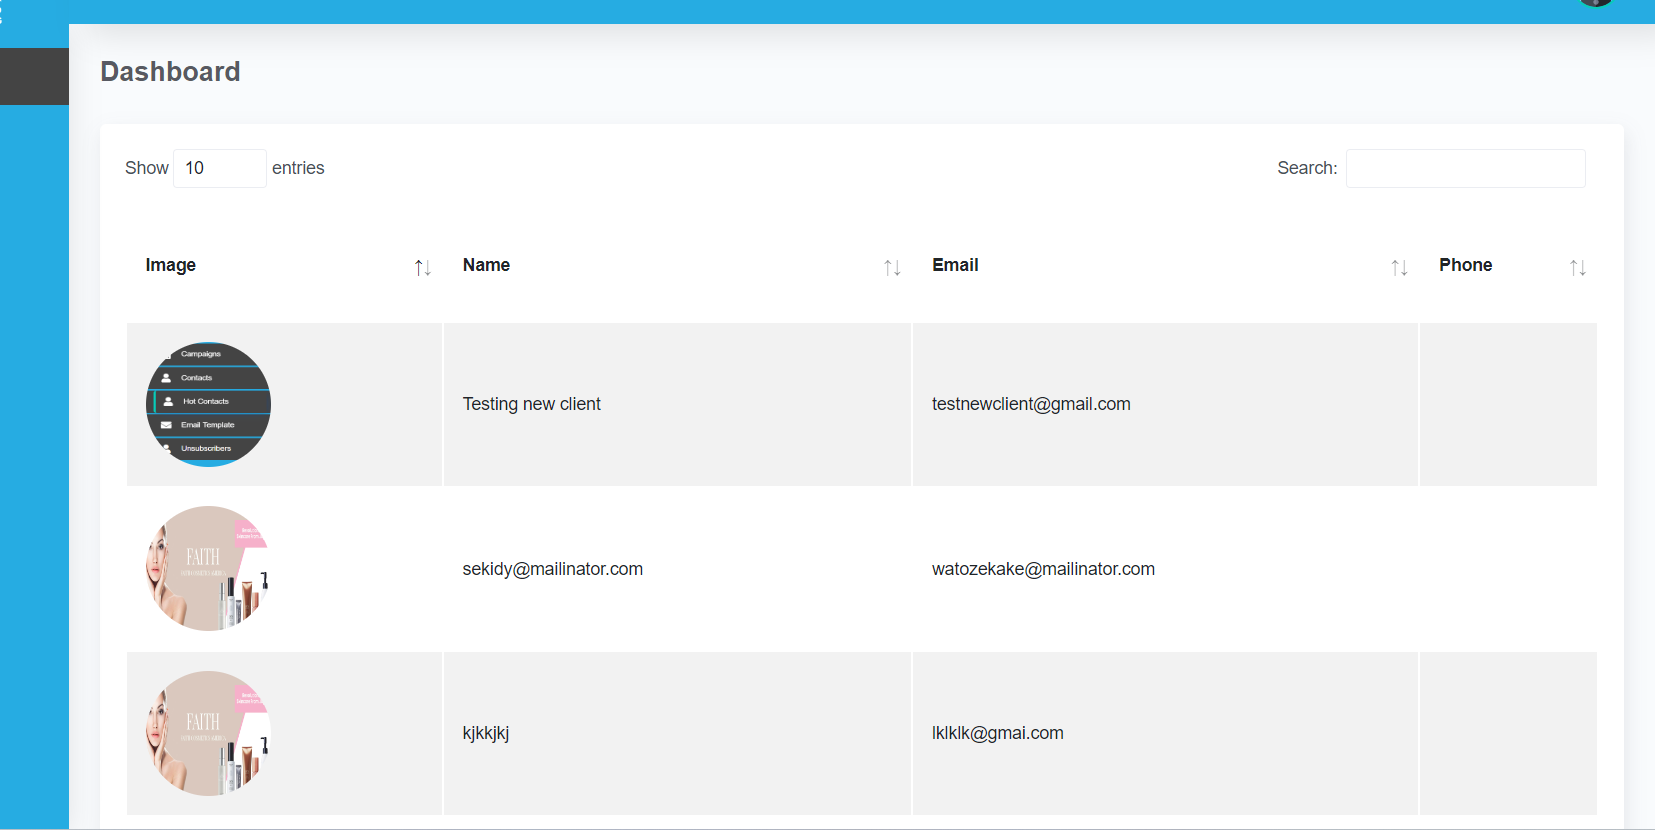 Dashboard
Show 10 entries
Search:
Image Name Email Phone
Campaigns
Contacts
Hot Contacts
Email Template
Unsubscribers
Testing new client testnewclient@gmail.com
FAITH
sekidy@mailinator.com watozekake@mailinator.com
FAITH
kjkkjkj lklklk@gmai.com